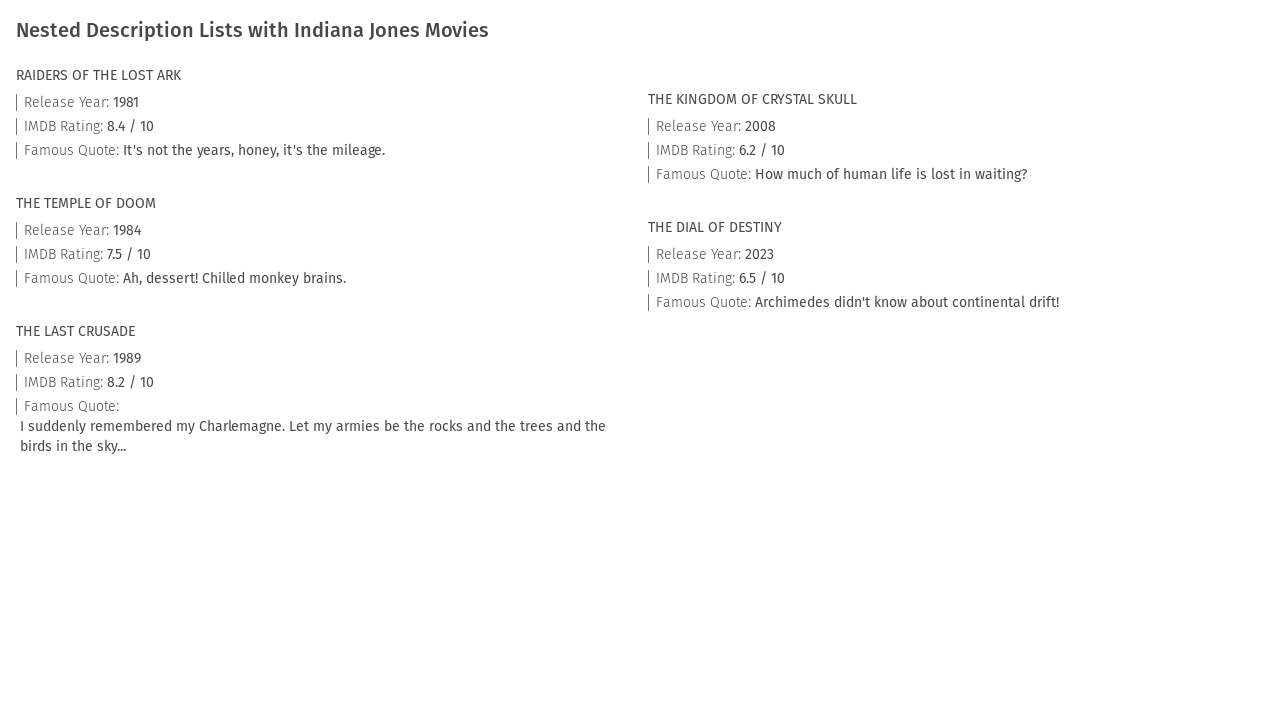 Nested Description Lists with Indiana Jones Movies
RAIDERS OF THE LOST ARK
Release Year: 1981
IMDB Rating: 8.4 / 10
Famous Quote: It's not the years, honey, it's the mileage.
THE TEMPLE OF DOOM
Release Year: 1984
IMDB Rating: 7.5 / 10
Famous Quote: Ah, dessert! Chilled monkey brains.
THE LAST CRUSADE
Release Year: 1989
IMDB Rating: 8.2 / 10
Famous Quote:
I suddenly remembered my Charlemagne. Let my armies be the rocks and the trees and the
birds in the sky...
THE KINGDOM OF CRYSTAL SKULL
Release Year: 2008
IMDB Rating: 6.2 / 10
Famous Quote: How much of human life is lost in waiting?
THE DIAL OF DESTINY
Release Year: 2023
IMDB Rating: 6.5 / 10
Famous Quote: Archimedes didn't know about continental drift!